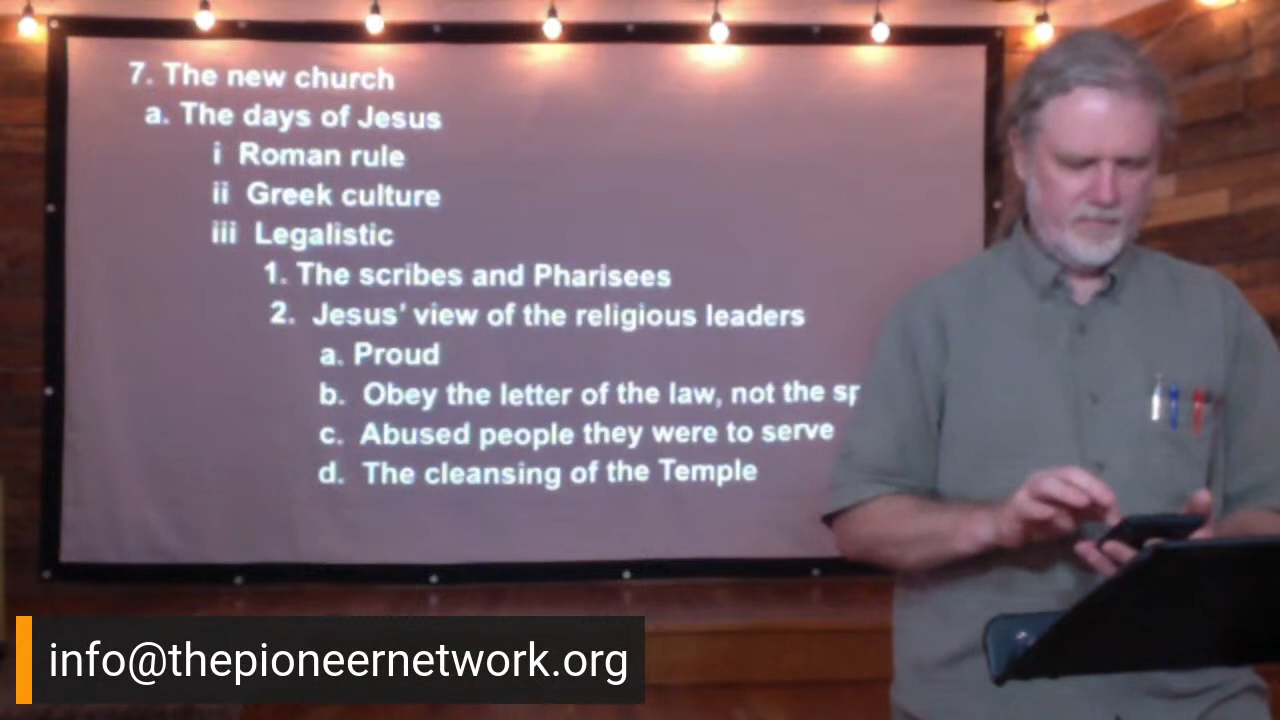 7. The new church
a. The days of Jesus
i Roman rule
ii Greek culture
iii Legalistic
1. The scribes and Pharisees
2. Jesus' view of the religious leaders
a. Proud
b. Obey the letter of the law, not the
c. Abused people they were to serve
d. The cleansing of the Temple
info@thepioneernetwork.org